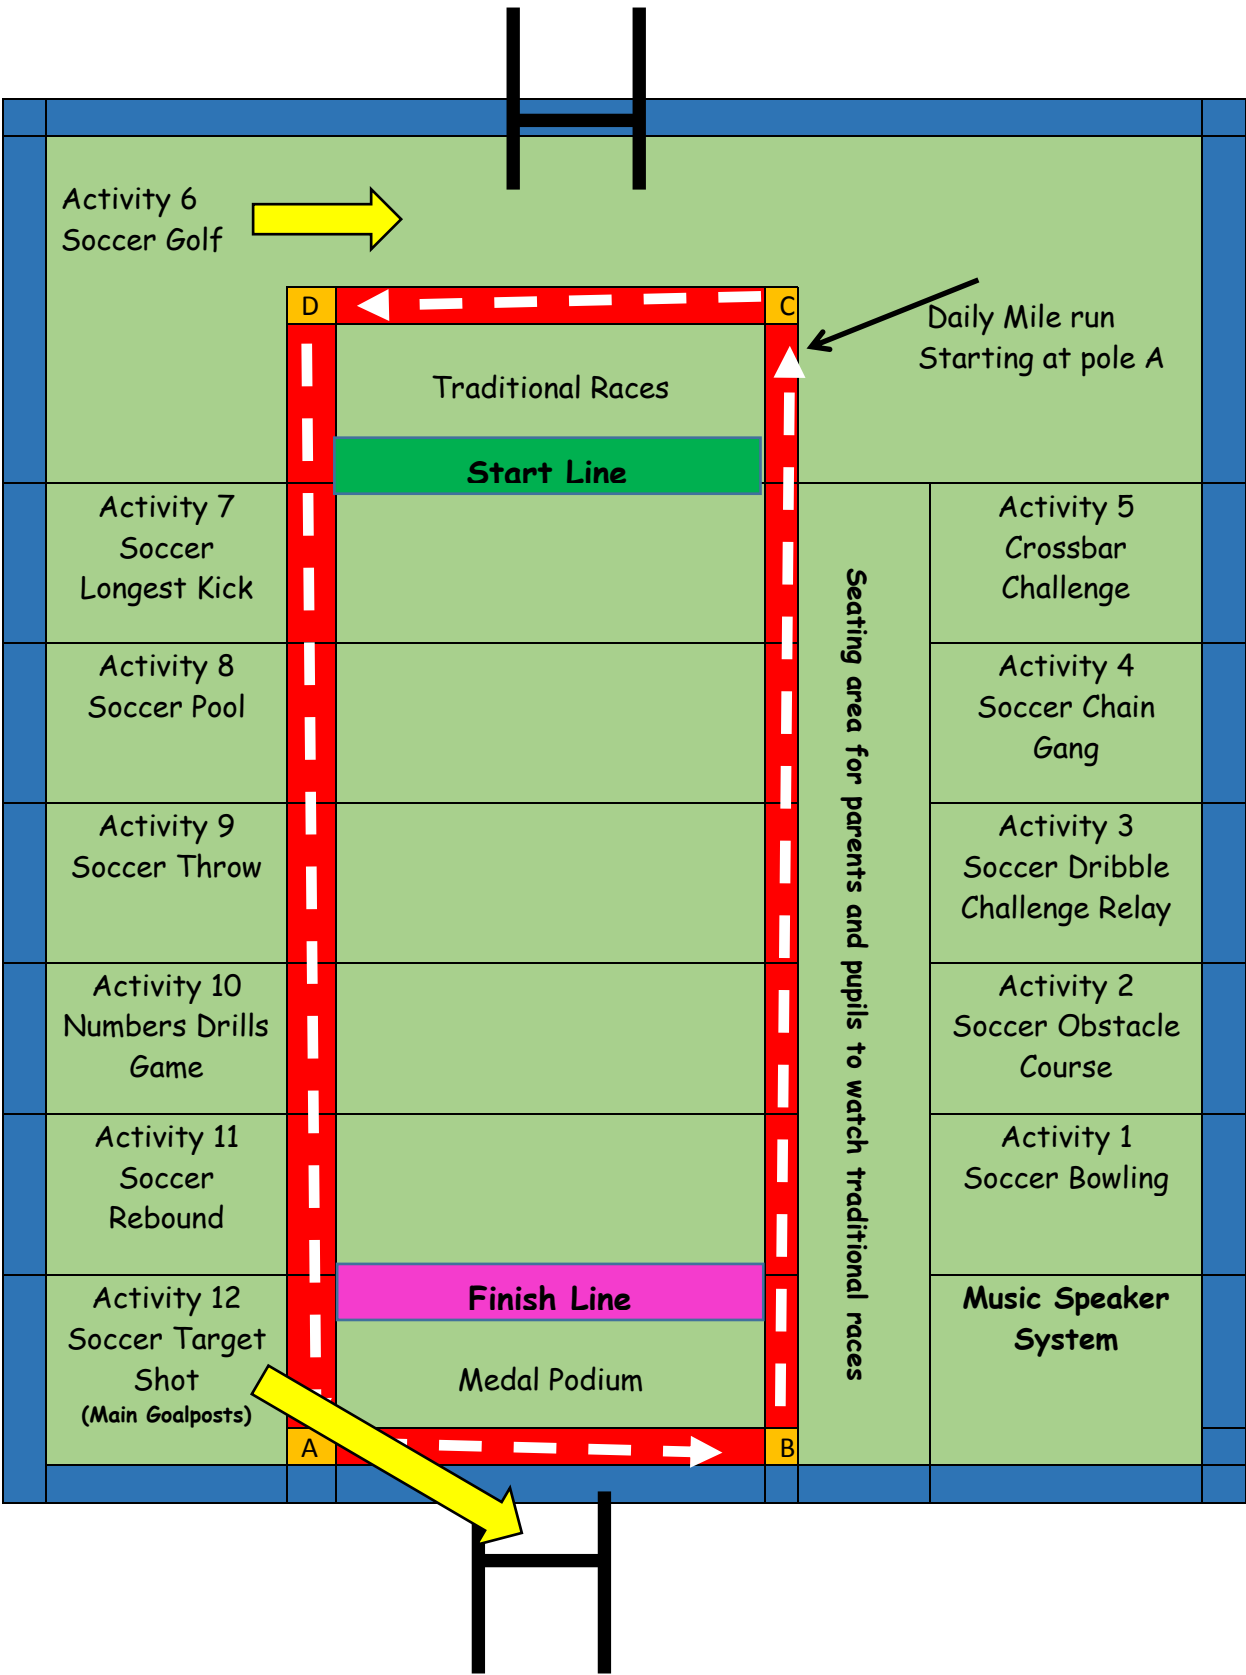 Activity 6
Soccer Golf
D
C
Daily Mile run
Starting at pole A
Traditional Races
Start Line
Activity 7
Soccer
Longest Kick
Activity 5
Crossbar
Challenge
Seating area for parents and pupils to watch traditional races
Activity 8
Soccer Pool
Activity 4
Soccer Chain
Gang
Activity 9
Soccer Throw
Activity 3
Soccer Dribble
Challenge Relay
Activity 10
Numbers Drills
Game
Activity 2
Soccer Obstacle
Course
Activity 11
Soccer
Rebound
Activity 1
Soccer Bowling
Activity 12
Soccer Target
Shot
(Main Goalposts)
Finish Line
Music Speaker
System
Medal Podium
A
B